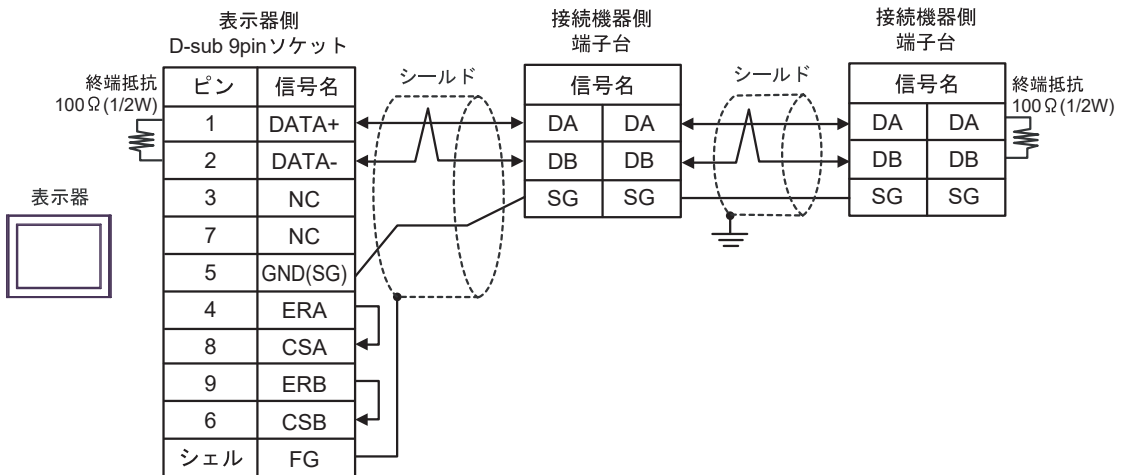 表示器側
D-sub 9pinソケット
接続機器側
端子台
接続機器側
端子台
終端抵抗
100Ω(1/2W)
ピン 信号名
1 DATA+
2 DATA-
3 NC
7 NC
5 GND(SG)
4 ERA
8 CSA
9 ERB
6 CSB
シェル FG
表示器
シールド
信号名
DA DA
DB DB
SG SG
シールド
信号名
DA DA
DB DB
SG SG
終端抵抗
100Ω(1/2W)